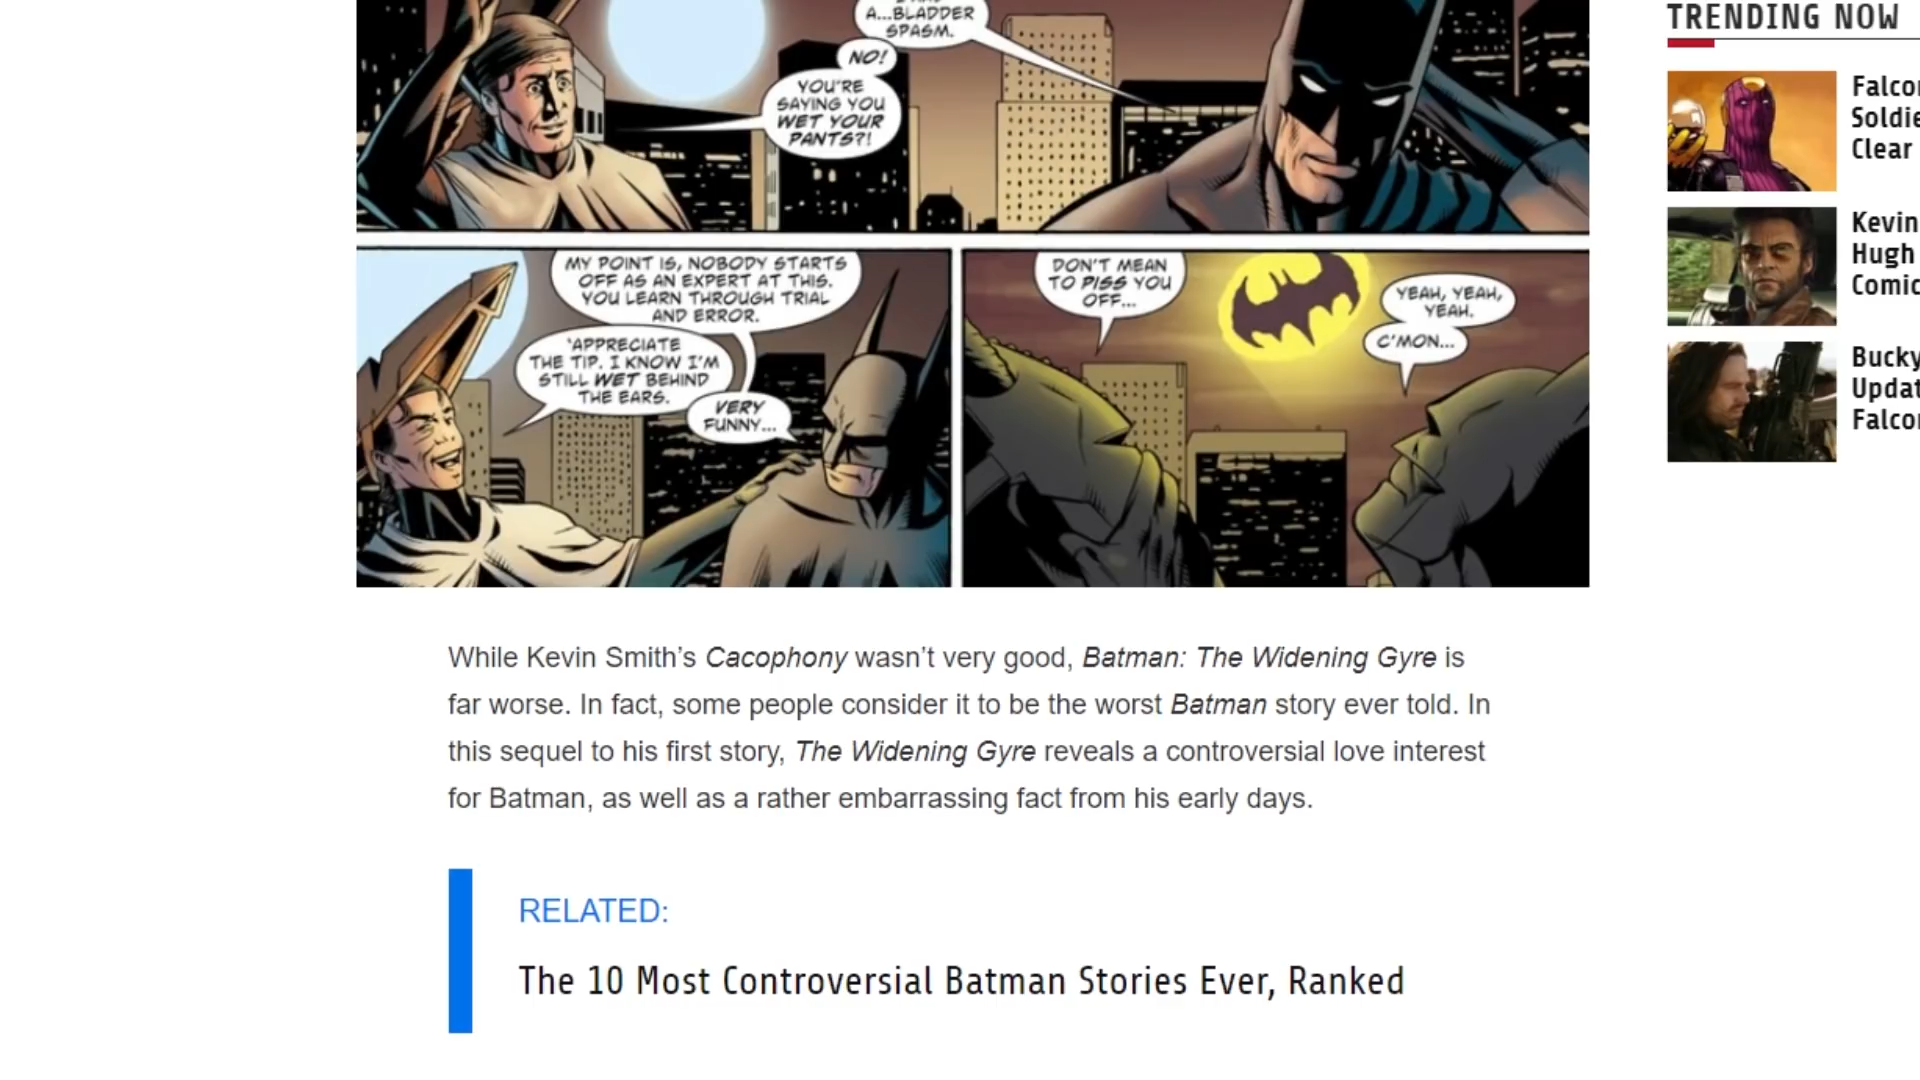 A...BLADDER
SPASM.
NO!
YOU'RE
SAYING YOU
WET YOUR
PANTS?!
MY POINT IS, NOBODY STARTS
OFF AS AN EXPERT AT THIS.
YOU LEARN THROUGH TRIAL
AND ERROR.
'APPRECIATE
THE TIP. I KNOW I'M
STILL WET BEHIND
THE EARS.
VERY
FUNNY...
DON'T MEAN
TO PISS YOU
OFF...
YEAH, YEAH,
YEAH.
C'MON...
While Kevin Smith's Cacophony wasn't very good, Batman: The Widening Gyre is
far worse. In fact, some people consider it to be the worst Batman story ever told. In
this sequel to his first story, The Widening Gyre reveals a controversial love interest
for Batman, as well as a rather embarrassing fact from his early days.
RELATED:
The 10 Most Controversial Batman Stories Ever, Ranked
TRENDING NOW
Falco
Soldie
Clear
Kevin
Hugh
Comic
Bucky
Updat
Falco